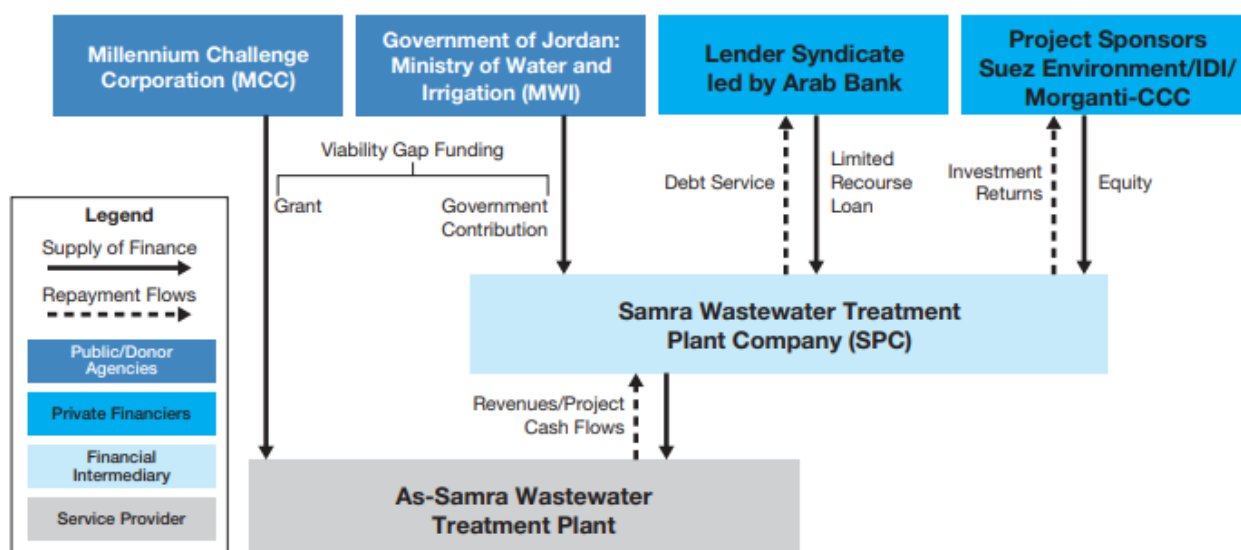 Millennium Challenge
Corporation (MCC)
Government of Jordan:
Ministry of Water and
Irrigation (MWI)
Lender Syndicate
led by Arab Bank
Project Sponsors
Suez Environment/IDI/
Morganti-CCC
Viability Gap Funding
Grant
Government
Contribution
Debt Service
Limited
Recourse
Loan
Investment
Returns
Equity
Legend
Supply of Finance
Repayment Flows
Public/Donor
Agencies
Private Financiers
Financial
Intermediary
Service Provider
Samra Wastewater Treatment
Plant Company (SPC)
Revenues/Project
Cash Flows
As-Samra Wastewater
Treatment Plant